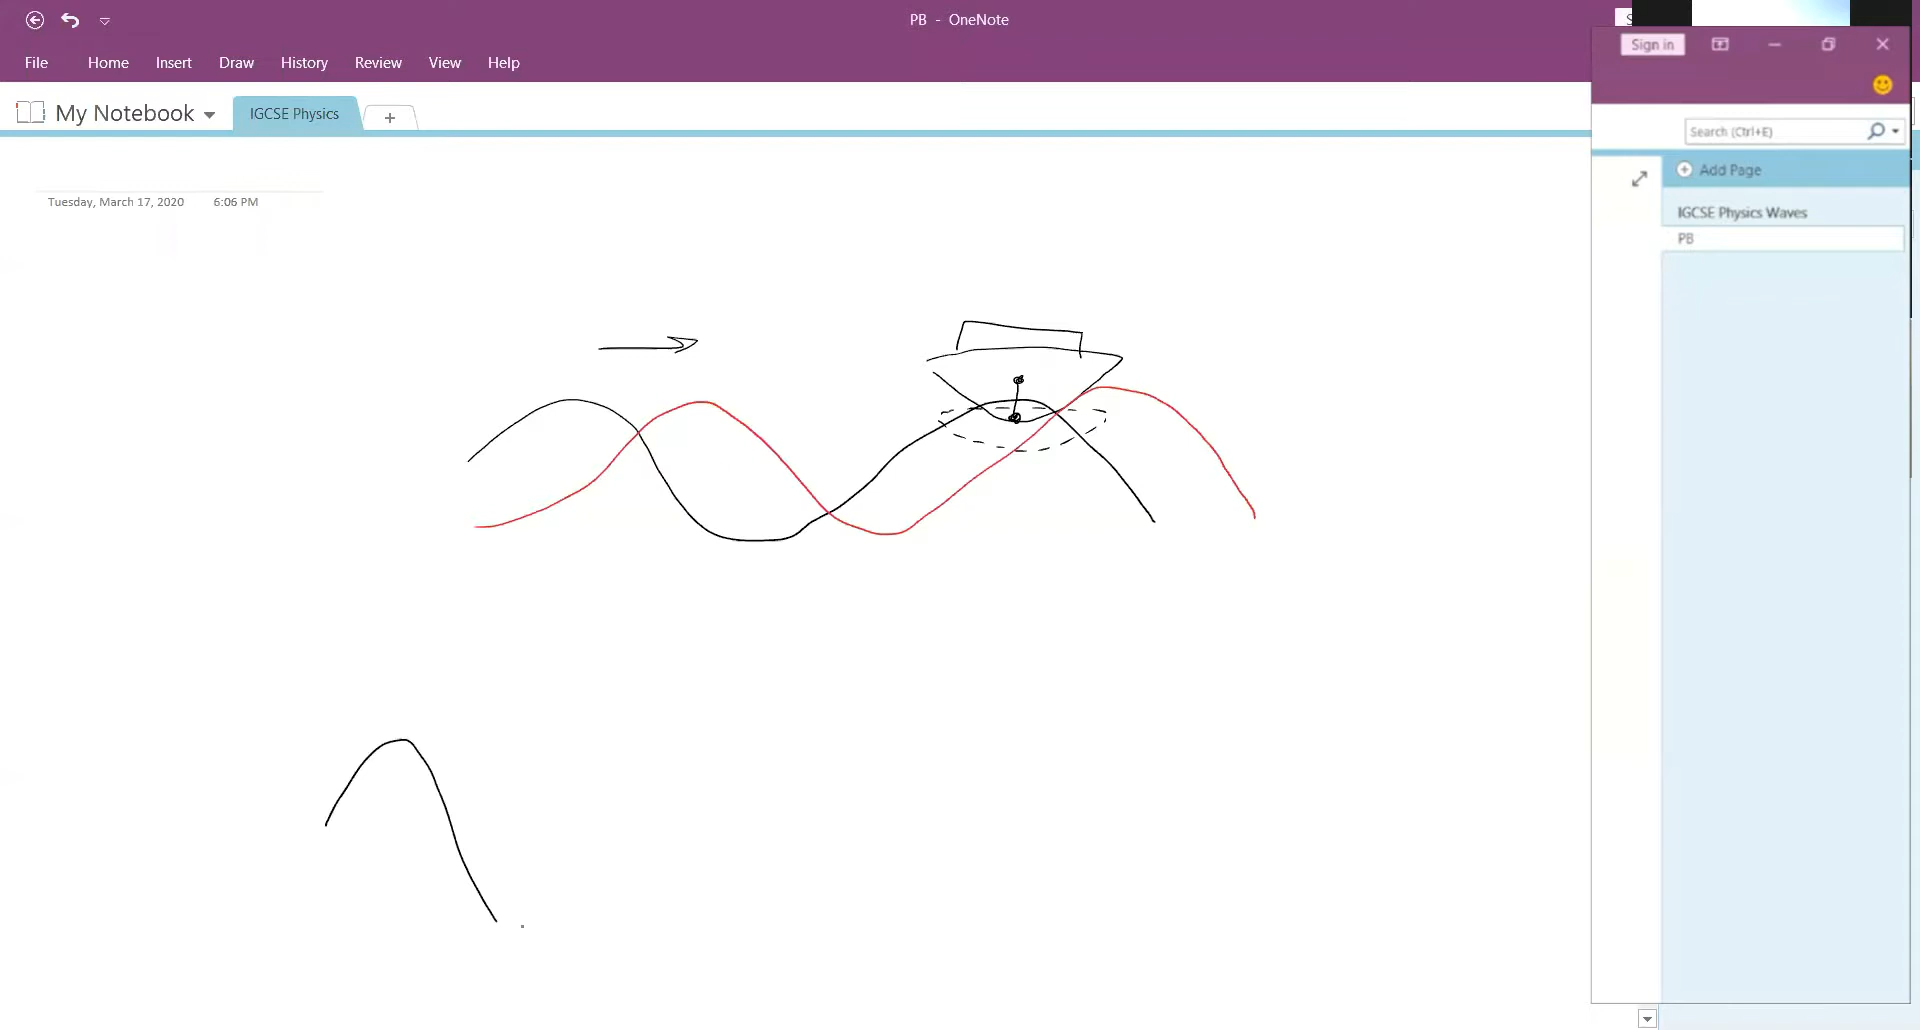 PB - OneNote
Sign in
File Home Insert Draw History Review View Help
My Notebook
IGCSE Physics
Search (Ctrl+E)
Add Page
Tuesday, March 17, 2020 6:06 PM
IGCSE Physics Waves
PB